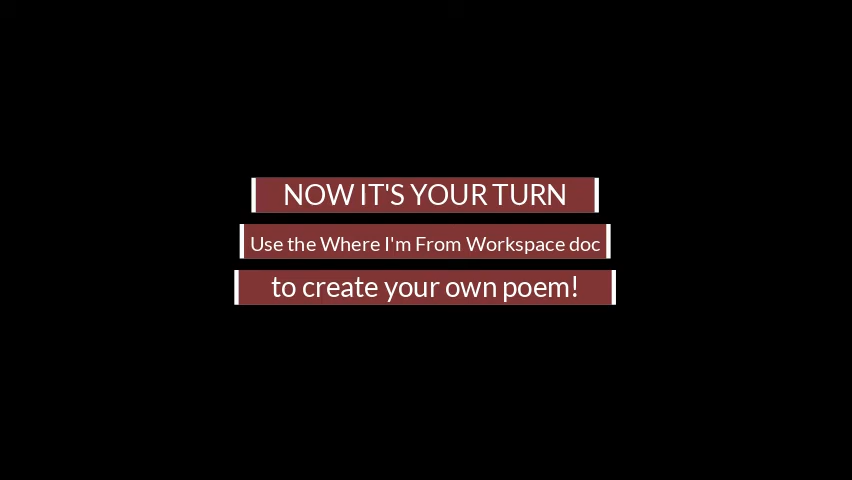 NOW IT'S YOUR TURN
Use the Where I'm From Workspace doc
to create your own poem!